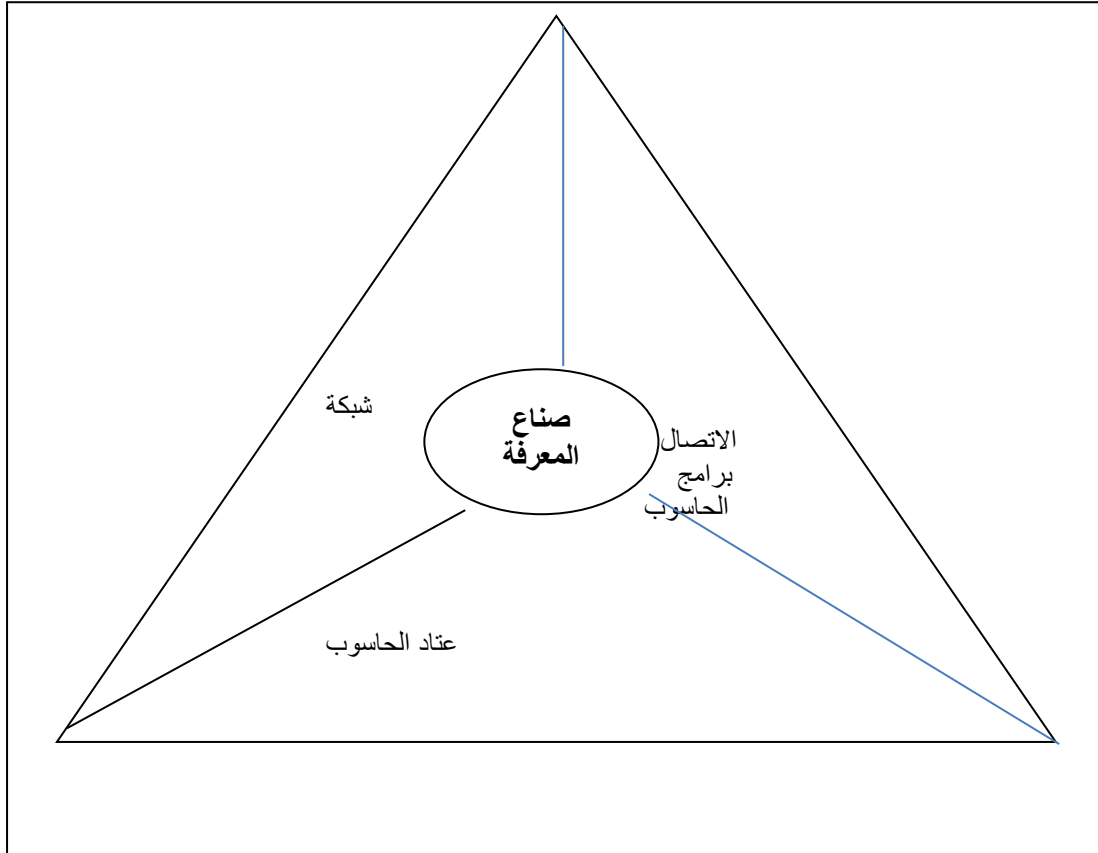 شبكة
صناع
المعرفة
الاتصال
برامج
الحاسوب
عتاد الحاسوب